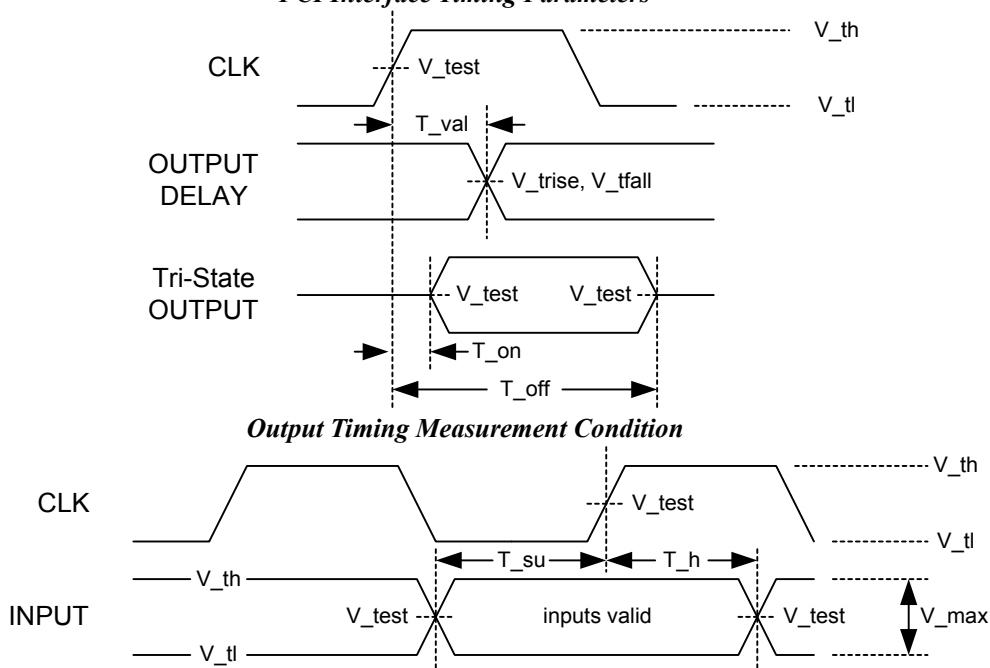 PCI Interface Timing Parameters
V_th
CLK
V_test
V_tl
T_val
OUTPUT
DELAY
V_trise, V_tfall
Tri-State
OUTPUT
V_test
V_test
T_on
T_off
Output Timing Measurement Condition
V_th
CLK
V_test
V_tl
T_su
T_h
V_th
INPUT
V_test
inputs valid
V_test
V_max
V_tl